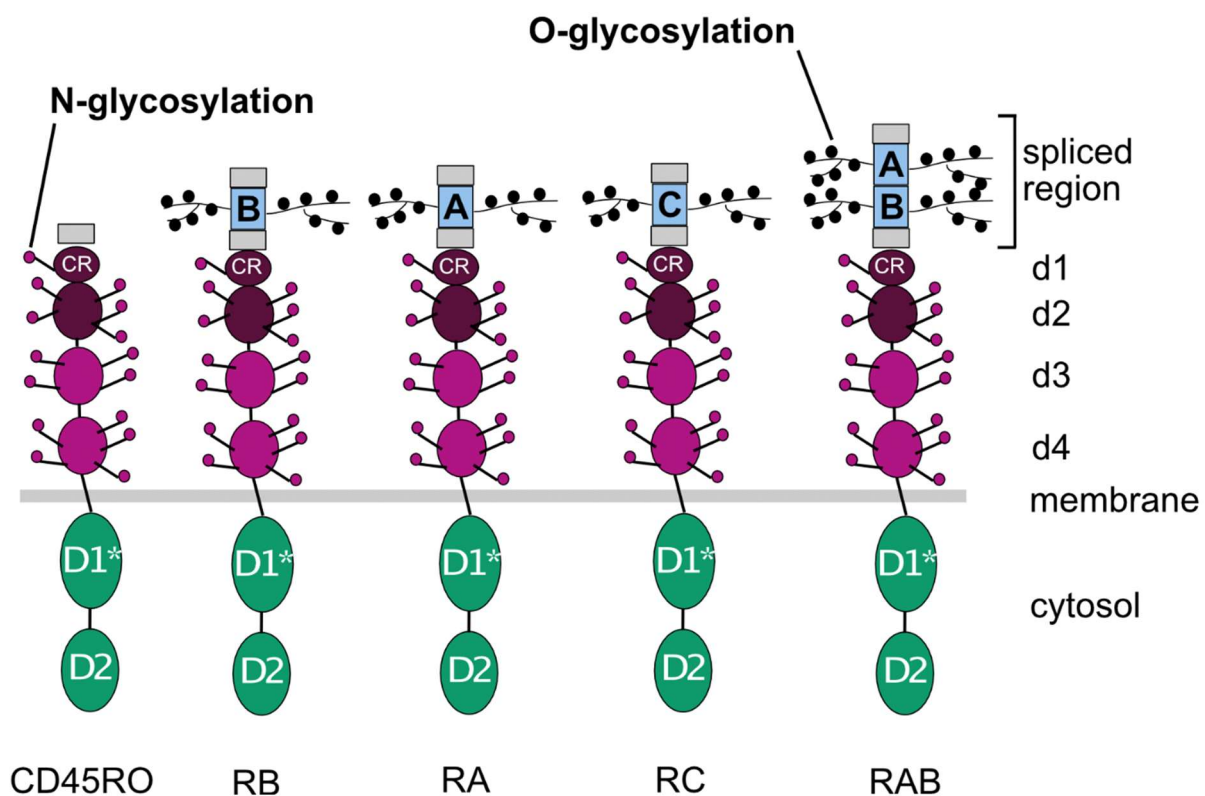 O-glycosylation
N-glycosylation
spliced
region
B
A
C
A
B
CR
CR
CR
CR
CR
d1
d2
d3
d4
membrane
D1*
D1*
D1*
D1*
D1*
cytosol
D2
D2
D2
D2
D2
CD45RO
RB
RA
RC
RAB